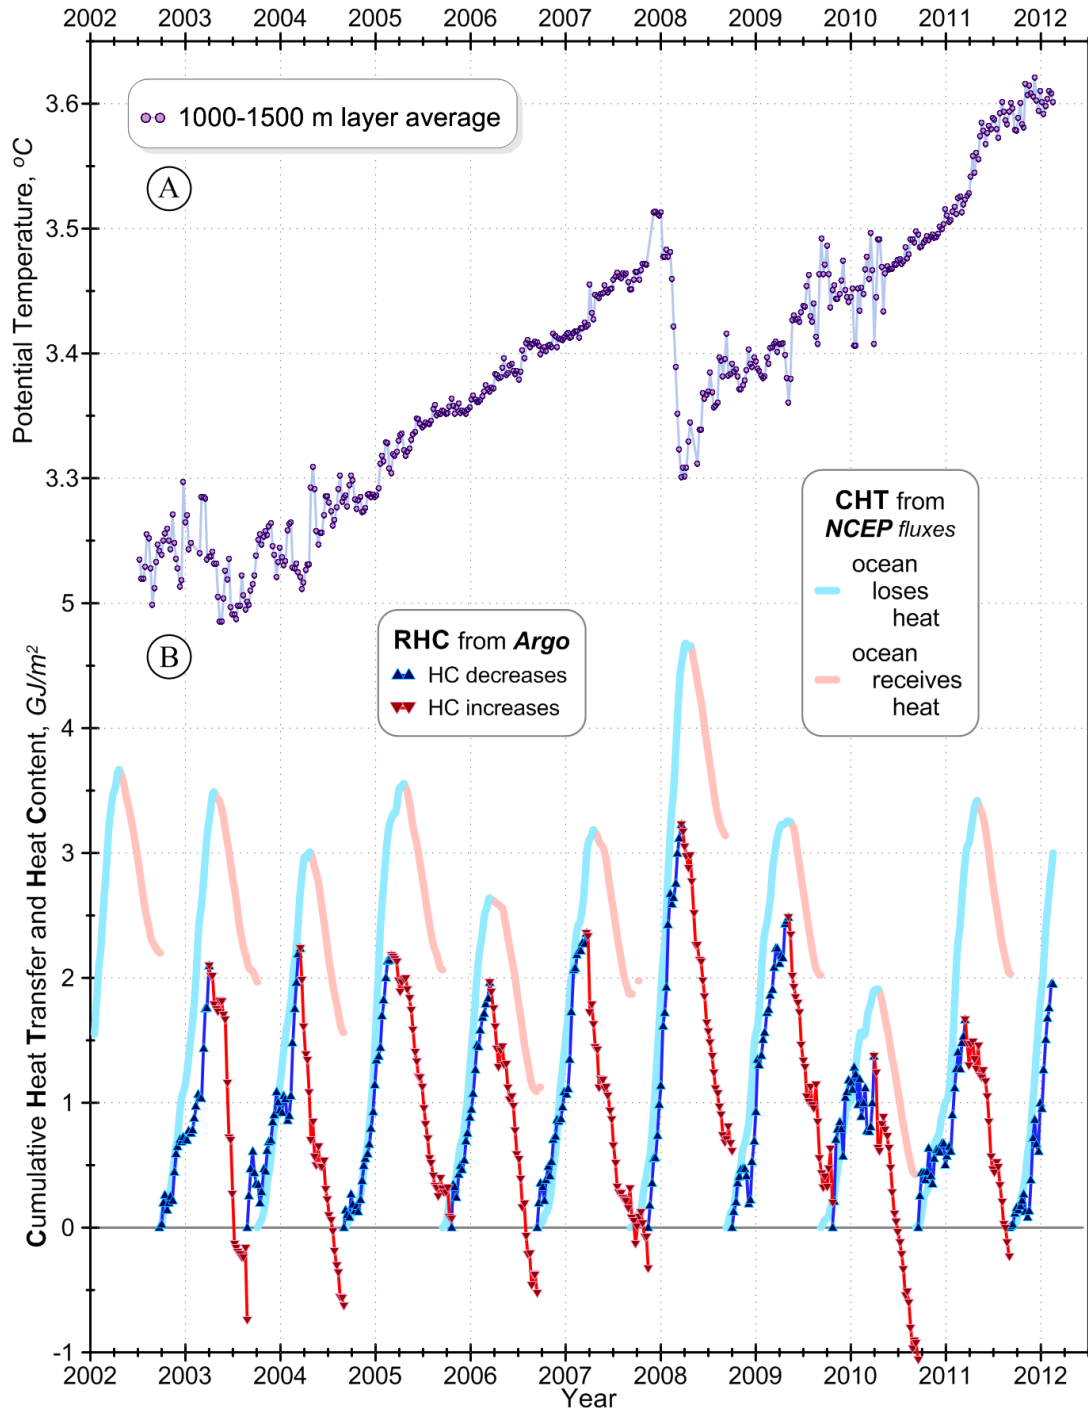 2002 2003 2004 2005 2006 2007 2008 2009 2010 2011 2012
3.6
3.5
3.4
3.3
Potential Temperature, °C
1000-1500 m layer average
A
CHT from
NCEP fluxes
ocean
loses
heat
ocean
receives
heat
5
4
3
2
1
0
-1
Cumulative Heat Transfer and Heat Content, GJ/m²
B
RHC from Argo
HC decreases
HC increases
2002 2003 2004 2005 2006 2007 2008 2009 2010 2011 2012
Year